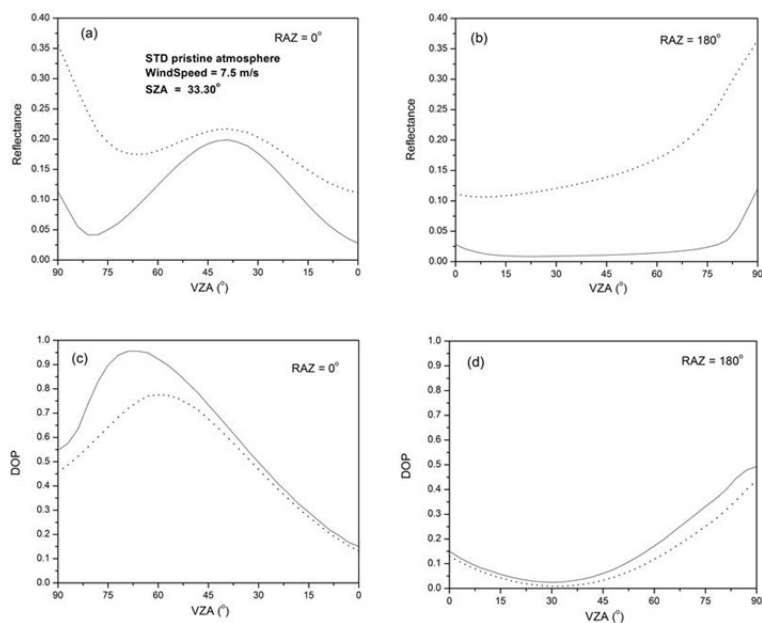 (a)
RAZ = 0°
STD pristine atmosphere
WindSpeed = 7.5 m/s
SZA = 33.30°
Reflectance
0.40
0.35
0.30
0.25
0.20
0.15
0.10
0.05
0.00
90 75 60 45 30 15 0
VZA (°)
(b)
RAZ = 180°
Reflectance
0.40
0.35
0.30
0.25
0.20
0.15
0.10
0.05
0.00
0 15 30 45 60 75 90
VZA (°)
(c)
RAZ = 0°
DOP
1.0
0.9
0.8
0.7
0.6
0.5
0.4
0.3
0.2
0.1
0.0
90 75 60 45 30 15 0
VZA (°)
(d)
RAZ = 180°
DOP
1.0
0.9
0.8
0.7
0.6
0.5
0.4
0.3
0.2
0.1
0.0
0 15 30 45 60 75 90
VZA (°)